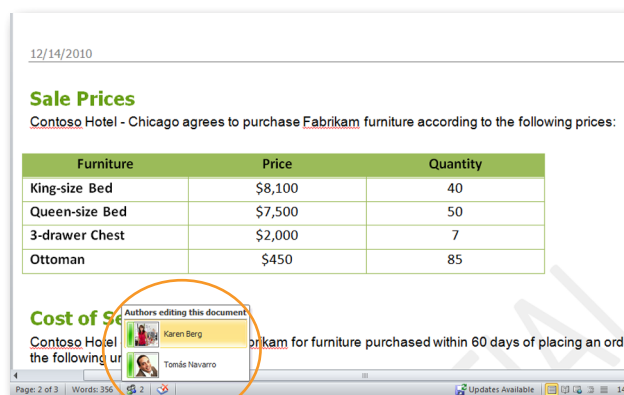 12/14/2010
Sale Prices
Contoso Hotel - Chicago agrees to purchase Fabrikam furniture according to the following prices:
Furniture Price Quantity
King-size Bed $8,100 40
Queen-size Bed $7,500 50
3-drawer Chest $2,000 7
Ottoman $450 85
Authors editing this document
Cost of Se
Karen Berg
Contoso Hotel rikam for furniture purchased within 60 days of placing an ord
Tomás Navarro
the following un
Page: 2 of 3 Words: 356 2 Updates Available 14